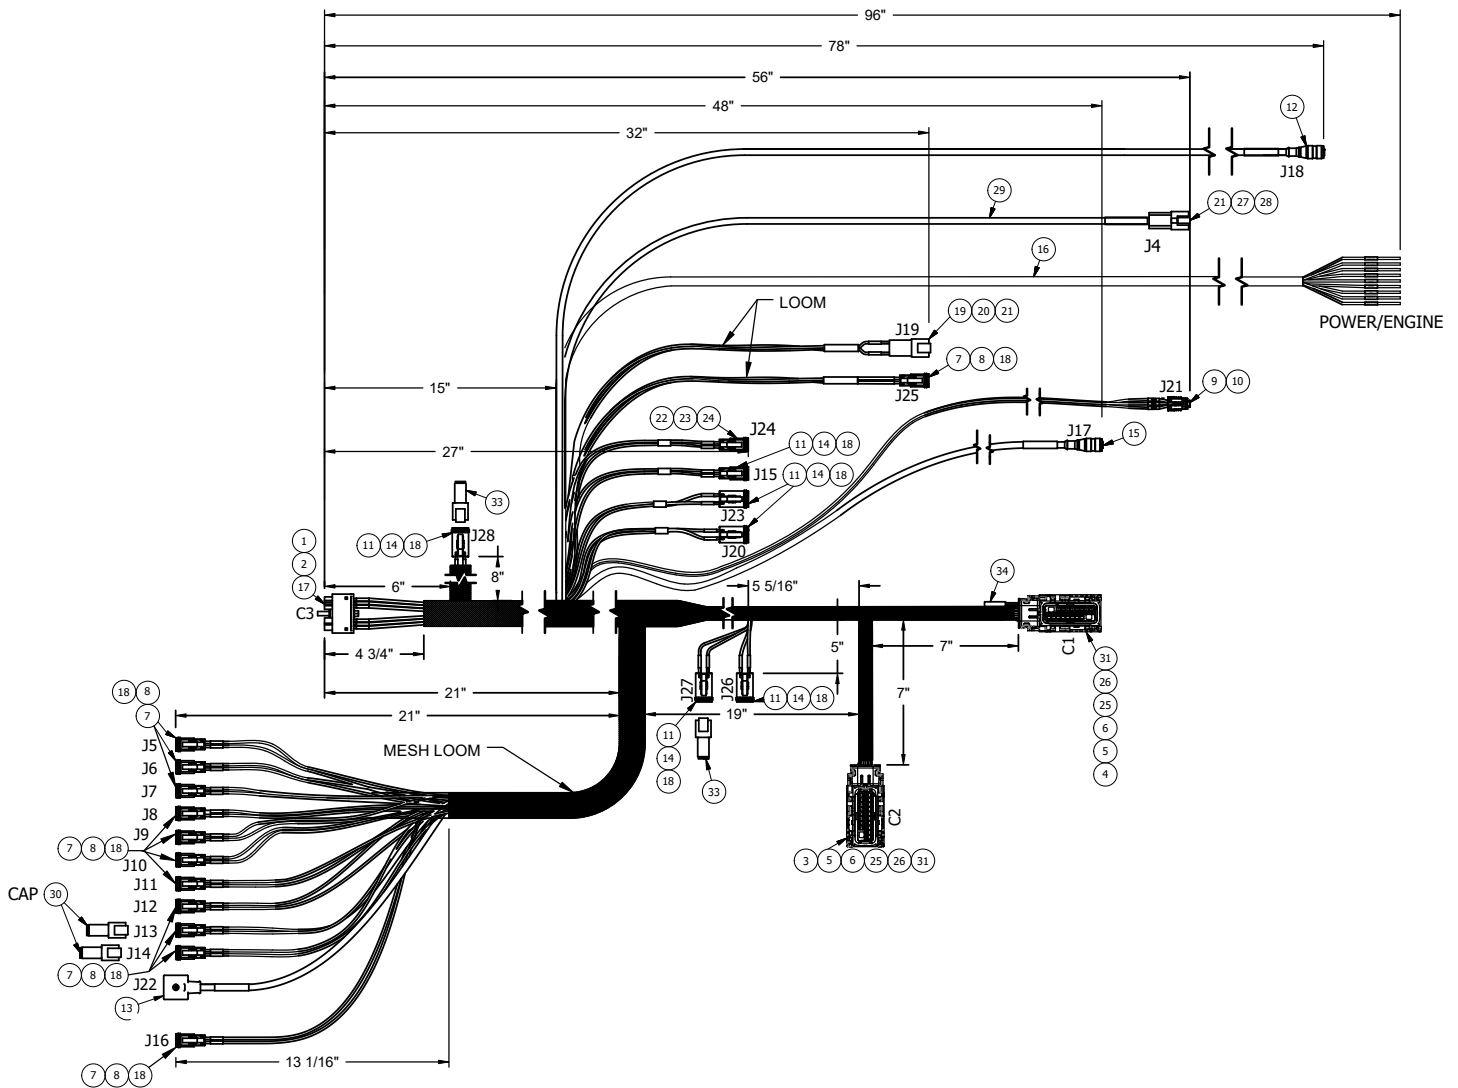 96"
78"
56"
48"
32"
12
J18
29
21 27 28
J4
16
POWER/ENGINE
LOOM
J19
19 20 21
15"
J25
7 8 18
J21
9 10
22 23 24
J24
J17
15
27"
11 14 18
J15
11 14 18
33
J23
J20
1
2
17
11 14 18
J28
8"
6"
C3
5 5/16"
34
4 3/4"
5"
7"
C1
31
26
25
6
5
4
21"
J27
J26
11 14 18
7"
19"
11
14
18
33
18 8
7
21"
MESH LOOM
J5
J6
J7
J8
J9
7 8 18
J10
J11
C2
3 5 6 25 26 31
CAP 30
J12
J13
J14
7 8 18
J22
13
J16
13 1/16"
7 8 18